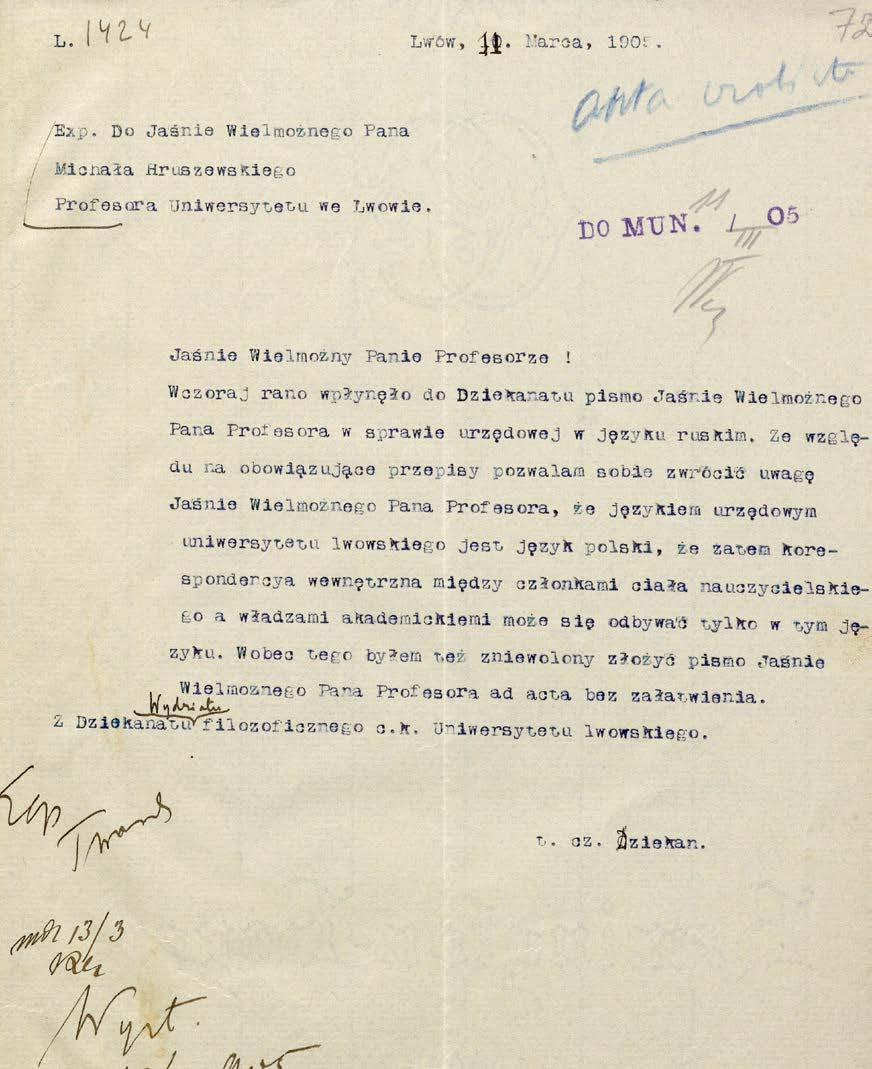 L. 1424
Lwów, 11. Marca, 1905.
72
Exp. Do Jaśnie Wielmożnego Pana
Michała Hruszewskiego
Profesora Uniwersytetu we Lwowie.
DO MUN. 11/III 05
Jaśnie Wielmożny Panie Profesorze !
Wczoraj rano wpłynęło do Dziekanatu pismo Jaśnie Wielmożnego
Pana Profesora w sprawie urzędowej w języku ruskim. Ze wzglę-
du na obowiązujące przepisy pozwalam sobie zwrócić uwagę
Jaśnie Wielmożnego Pana Profesora, że językiem urzędowym
uniwersytetu lwowskiego jest język polski, że zatem kore-
spondencya wewnętrzna między członkami ciała nauczycielskie-
go a władzami akademickiemi może się odbywać tylko w tym ję-
zyku. Wobec tego byłem też zniewolony złożyć pismo Jaśnie
Wielmoznego Pana Profesora ad acta bez załatwienia.
Wydziału
Z Dziekanatu filozoficznego c.k. Uniwersytetu lwowskiego.
Exp
t. cz. Dziekan.
13/3
Wyst.